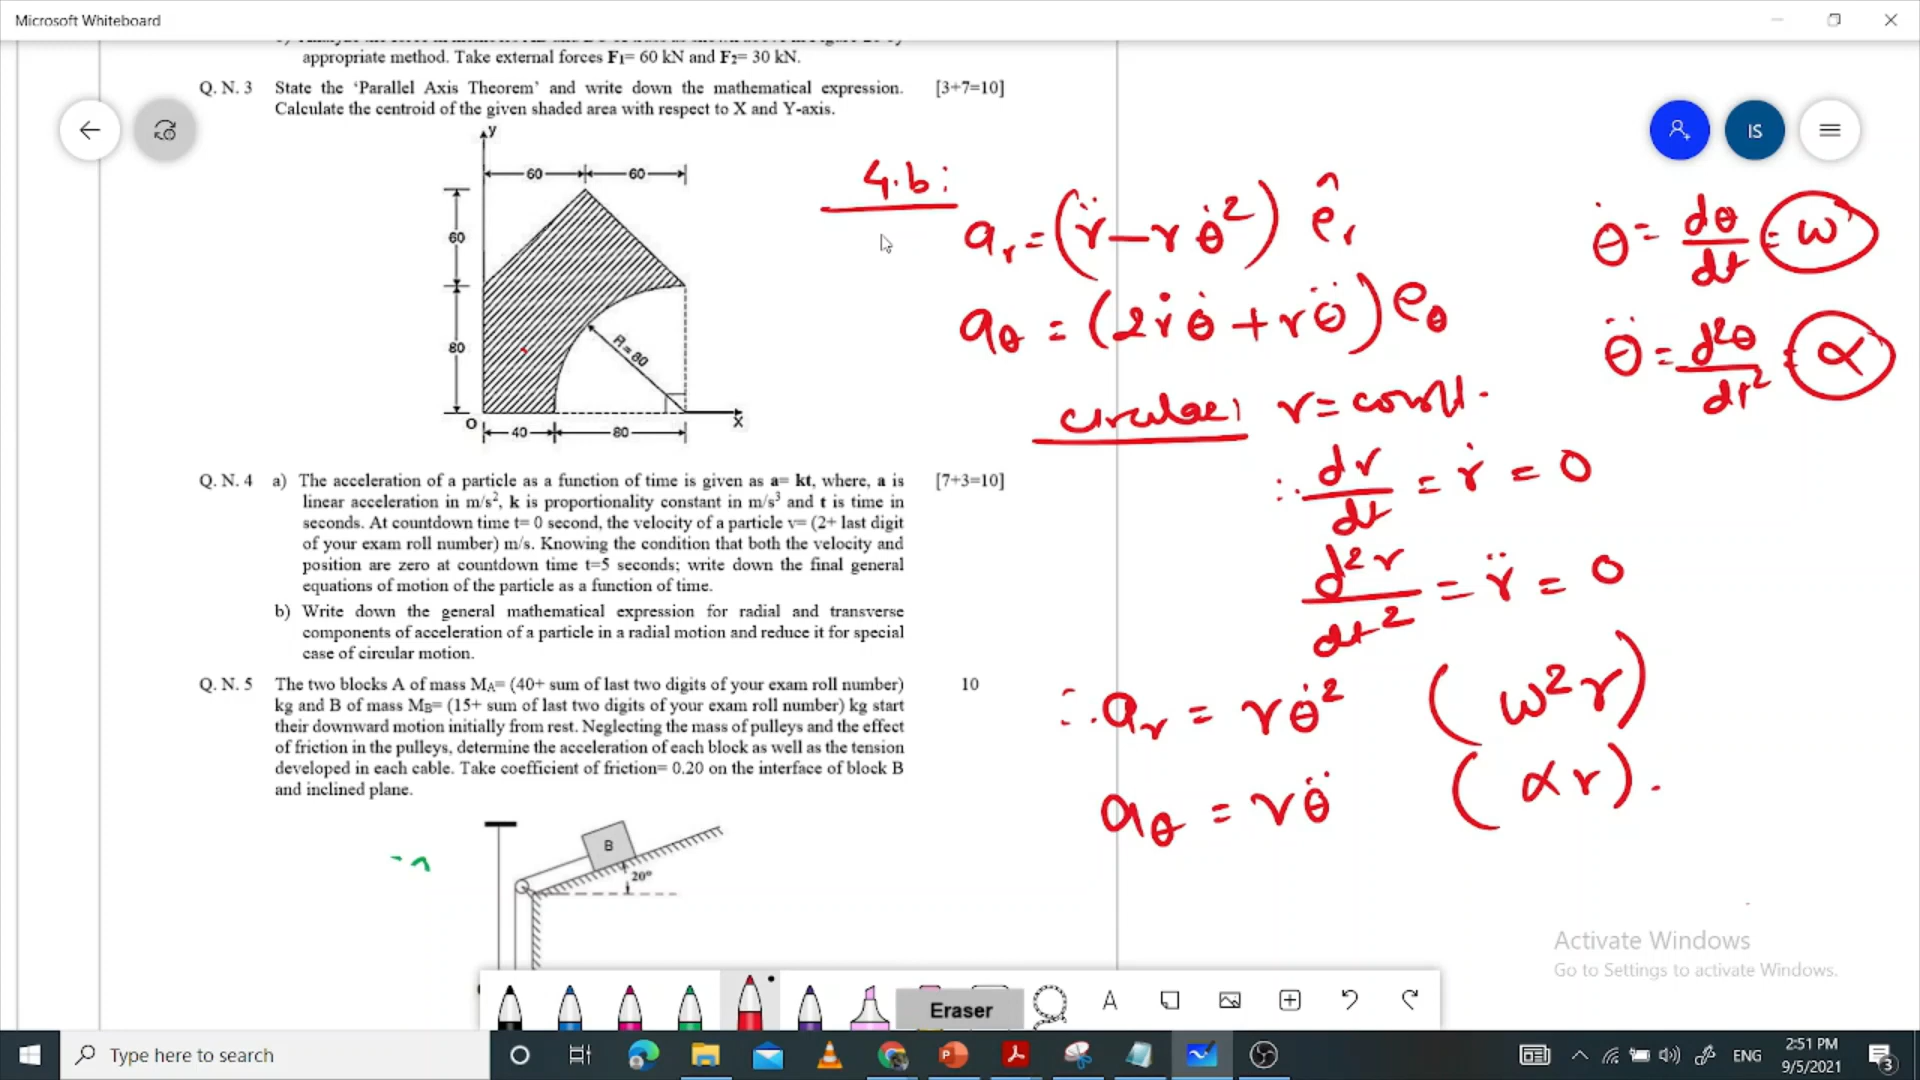 Microsoft Whiteboard
appropriate method. Take external forces F1= 60 kN and F2= 30 kN.
Q. N. 3 State the ‘Parallel Axis Theorem’ and write down the mathematical expression. [3+7=10]
Calculate the centroid of the given shaded area with respect to X and Y-axis.
y
60 60
60
80
R = 80
O
X
40 80
Q. N. 4 a) The acceleration of a particle as a function of time is given as a= kt, where, a is [7+3=10]
linear acceleration in m/s², k is proportionality constant in m/s³ and t is time in
seconds. At countdown time t= 0 second, the velocity of a particle v= (2+ last digit
of your exam roll number) m/s. Knowing the condition that both the velocity and
position are zero at countdown time t=5 seconds; write down the final general
equations of motion of the particle as a function of time.
b) Write down the general mathematical expression for radial and transverse
components of acceleration of a particle in a radial motion and reduce it for special
case of circular motion.
Q. N. 5 The two blocks A of mass MA= (40+ sum of last two digits of your exam roll number) 10
kg and B of mass MB= (15+ sum of last two digits of your exam roll number) kg start
their downward motion initially from rest. Neglecting the mass of pulleys and the effect
of friction in the pulleys, determine the acceleration of each block as well as the tension
developed in each cable. Take coefficient of friction= 0.20 on the interface of block B
and inclined plane.
B
20°
4.b:
a_r = (r̈ − r θ̇²) ê_r
a_θ = (2ṙθ̇ + rθ̈) e_θ
circular: r = const.
∴ dr/dt = ṙ = 0
d²r/dt² = r̈ = 0
∴ a_r = rθ̇² (ω²r)
a_θ = rθ̈ (αr).
θ̇ = dθ/dt = ω
θ̈ = d²θ/dt² = α
IS
Activate Windows
Go to Settings to activate Windows.
Eraser
A
Type here to search
ENG
2:51 PM
9/5/2021
3